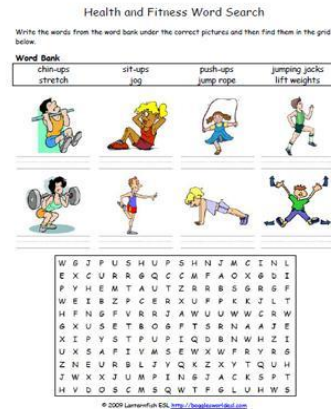 Health and Fitness Word Search
Write the words from the word bank under the correct pictures and then find them in the grid
below.
Word Bank
chin-ups sit-ups push-ups jumping jacks
stretch jog jump rope lift weights
W G J P U S H U P S H N J M C I N L
E X C U R R G Q C C M F A O X G D I
P Y H E M T A U T Z R R B S G R G F
W E I B Z P C E R X U F P K K J L T
H F N G F V R R J A W U U W W C R W
G X U S E T B O G F T S R N A A J E
X I P Y S T P U P I Q D B N W H Z I
U X S A F I V M S E W X W F R Y R G
Z N E U R B L J Y Q K Z X Y T Q U H
J W X X J U M P I N G J A C K S P T
H V D O S C M S Q W T F G L U H W S
© 2009 Lanternfish ESL http://bogglesworldesl.com